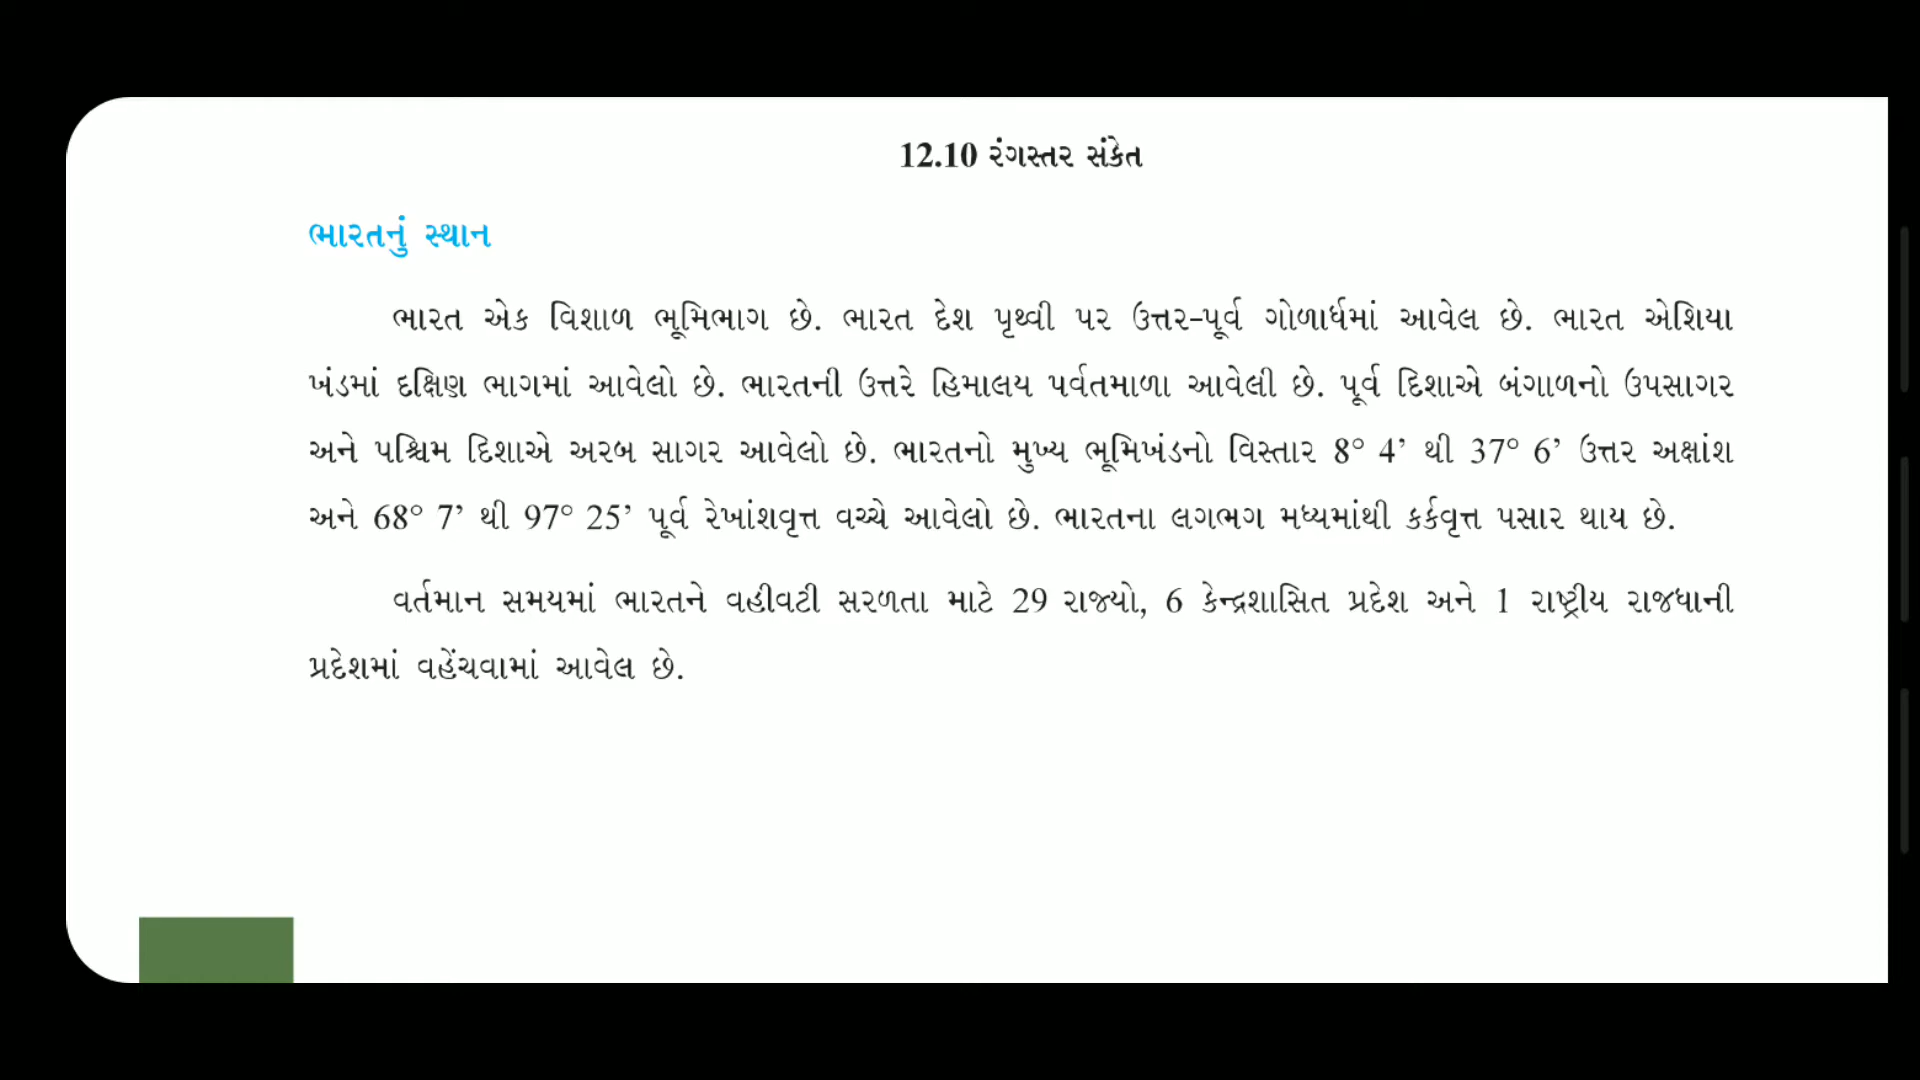 12.10 રંગસ્તર સંકેત
ભારતનું સ્થાન
ભારત એક વિશાળ ભૂમિભાગ છે. ભારત દેશ પૃથ્વી પર ઉત્તર-પૂર્વ ગોળાર્ધમાં આવેલ છે. ભારત એશિયા
ખંડમાં દક્ષિણ ભાગમાં આવેલો છે. ભારતની ઉત્તરે હિમાલય પર્વતમાળા આવેલી છે. પૂર્વ દિશાએ બંગાળનો ઉપસાગર
અને પશ્ચિમ દિશાએ અરબ સાગર આવેલો છે. ભારતનો મુખ્ય ભૂમિખંડનો વિસ્તાર 8° 4’ થી 37° 6’ ઉત્તર અક્ષાંશ
અને 68° 7’ થી 97° 25’ પૂર્વ રેખાંશવૃત્ત વચ્ચે આવેલો છે. ભારતના લગભગ મધ્યમાંથી કર્કવૃત્ત પસાર થાય છે.
વર્તમાન સમયમાં ભારતને વહીવટી સરળતા માટે 29 રાજ્યો, 6 કેન્દ્રશાસિત પ્રદેશ અને 1 રાષ્ટ્રીય રાજધાની
પ્રદેશમાં વહેંચવામાં આવેલ છે.